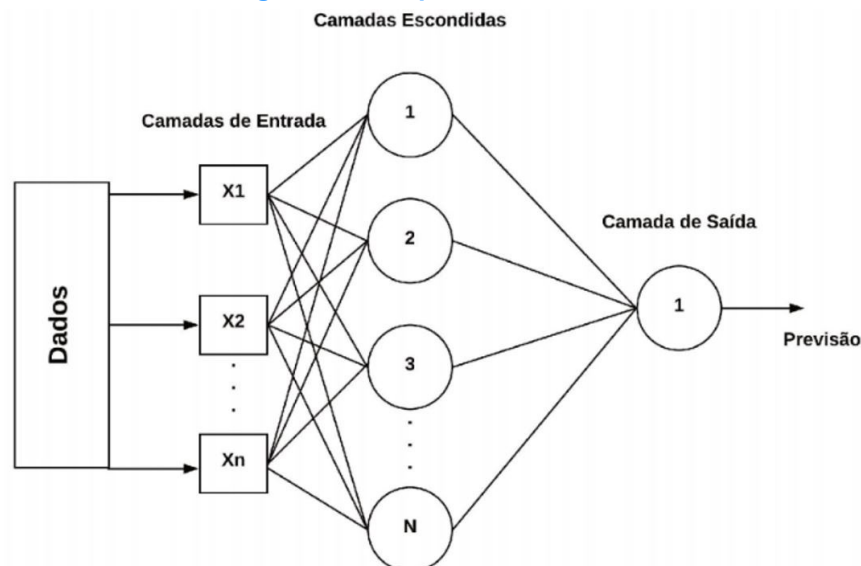 Camadas Escondidas
Camadas de Entrada
Dados
X1
X2
Xn
1
2
3
N
Camada de Saída
1
Previsão